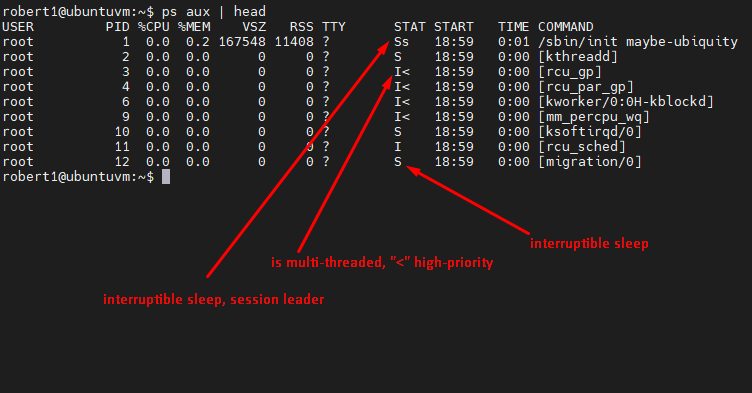 robert1@ubuntuvm:~$ ps aux | head
USER PID %CPU %MEM VSZ RSS TTY STAT START TIME COMMAND
root 1 0.0 0.2 167548 11408 ? Ss 18:59 0:01 /sbin/init maybe-ubiquity
root 2 0.0 0.0 0 0 ? S 18:59 0:00 [kthreadd]
root 3 0.0 0.0 0 0 ? I< 18:59 0:00 [rcu_gp]
root 4 0.0 0.0 0 0 ? I< 18:59 0:00 [rcu_par_gp]
root 6 0.0 0.0 0 0 ? I< 18:59 0:00 [kworker/0:0H-kblockd]
root 9 0.0 0.0 0 0 ? I< 18:59 0:00 [mm_percpu_wq]
root 10 0.0 0.0 0 0 ? S 18:59 0:00 [ksoftirqd/0]
root 11 0.0 0.0 0 0 ? I 18:59 0:00 [rcu_sched]
root 12 0.0 0.0 0 0 ? S 18:59 0:00 [migration/0]
robert1@ubuntuvm:~$
interruptible sleep
is multi-threaded, "<" high-priority
interruptible sleep, session leader